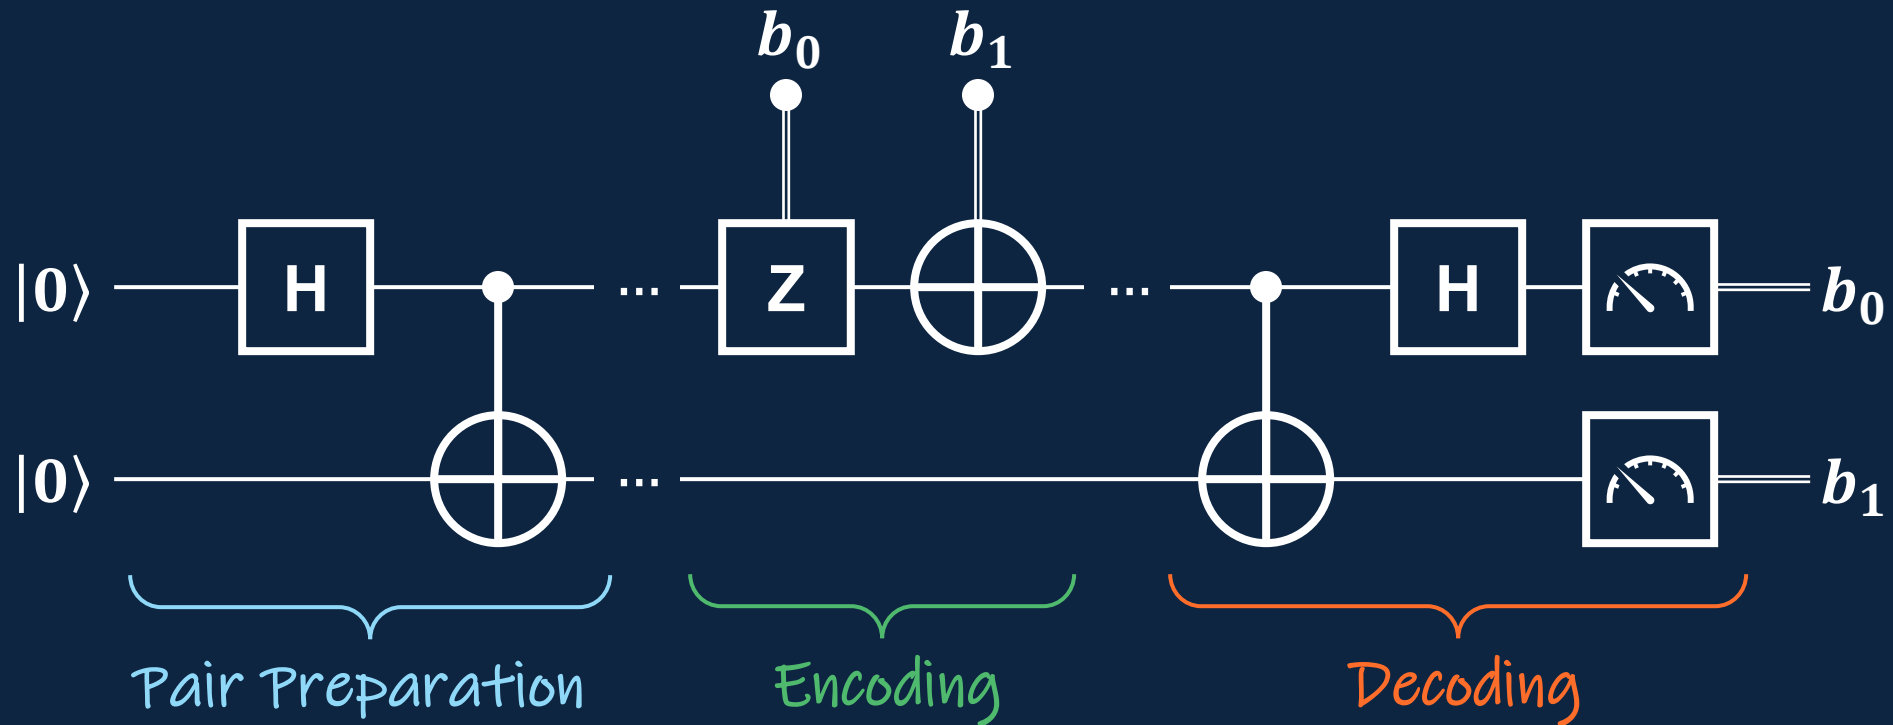 b₀ b₁
|0⟩ H ... Z ... H b₀
|0⟩ ... b₁
Pair Preparation Encoding Decoding